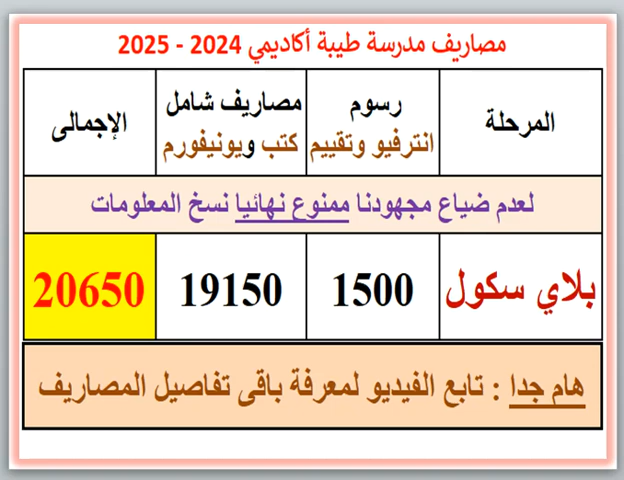 مصاريف مدرسة طيبة أكاديمي 2024 - 2025
المرحلة
رسوم
انترفيو وتقييم
مصاريف شامل
كتب ويونيفورم
الإجمالى
لعدم ضياع مجهودنا ممنوع نهائيا نسخ المعلومات
بلاي سكول 1500 19150 20650
هام جدا : تابع الفيديو لمعرفة باقى تفاصيل المصاريف